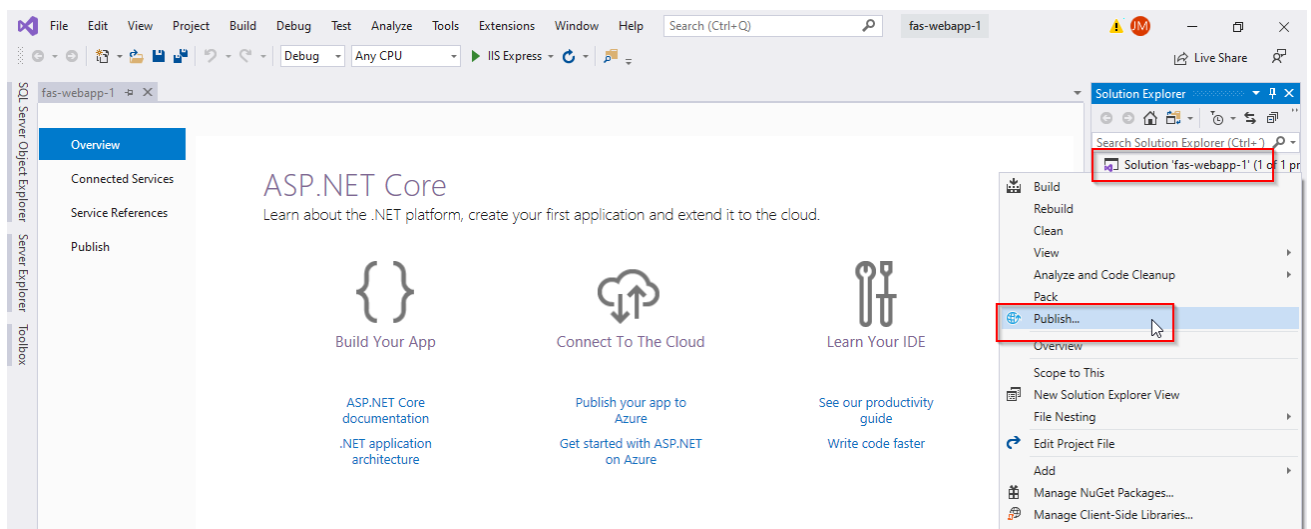 File Edit View Project Build Debug Test Analyze Tools Extensions Window Help Search (Ctrl+Q) fas-webapp-1 JM
Debug Any CPU IIS Express Live Share
SQL Server Object Explorer
Server Explorer
Toolbox
fas-webapp-1
Overview
Connected Services
Service References
Publish
ASP.NET Core
Learn about the .NET platform, create your first application and extend it to the cloud.
{ }
Build Your App
Connect To The Cloud
Learn Your IDE
ASP.NET Core
documentation
.NET application
architecture
Publish your app to
Azure
Get started with ASP.NET
on Azure
See our productivity
guide
Write code faster
Solution Explorer
Search Solution Explorer (Ctrl+
Solution 'fas-webapp-1' (1 of 1 pr
Build
Rebuild
Clean
View
Analyze and Code Cleanup
Pack
Publish...
Overview
Scope to This
New Solution Explorer View
File Nesting
Edit Project File
Add
Manage NuGet Packages...
Manage Client-Side Libraries...